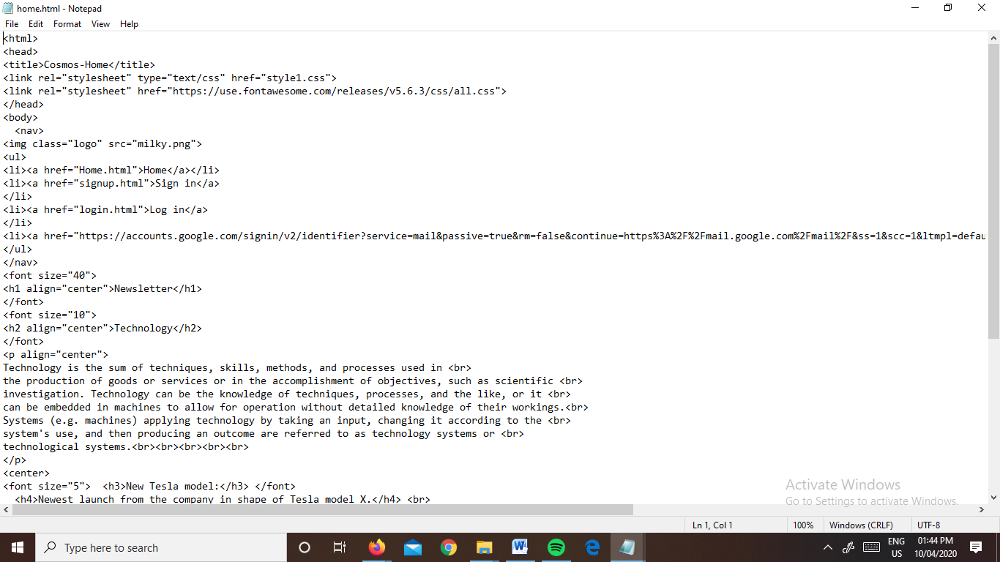 home.html - Notepad
File Edit Format View Help
<html>
<head>
<title>Cosmos-Home</title>
<link rel="stylesheet" type="text/css" href="style1.css">
<link rel="stylesheet" href="https://use.fontawesome.com/releases/v5.6.3/css/all.css">
</head>
<body>
  <nav>
<img class="logo" src="milky.png">
<ul>
<li><a href="Home.html">Home</a></li>
<li><a href="signup.html">Sign in</a>
</li>
<li><a href="login.html">Log in</a>
</li>
<li><a href="https://accounts.google.com/signin/v2/identifier?service=mail&passive=true&rm=false&continue=https%3A%2F%2Fmail.google.com%2Fmail%2F&ss=1&scc=1&ltmpl=defau
</ul>
</nav>
<font size="40">
<h1 align="center">Newsletter</h1>
</font>
<font size="10">
<h2 align="center">Technology</h2>
</font>
<p align="center">
Technology is the sum of techniques, skills, methods, and processes used in <br>
the production of goods or services or in the accomplishment of objectives, such as scientific <br>
investigation. Technology can be the knowledge of techniques, processes, and the like, or it <br>
can be embedded in machines to allow for operation without detailed knowledge of their workings.<br>
Systems (e.g. machines) applying technology by taking an input, changing it according to the <br>
system's use, and then producing an outcome are referred to as technology systems or <br>
technological systems.<br><br><br><br><br>
</p>
<center>
<font size="5">  <h3>New Tesla model:</h3> </font>
  <h4>Newest launch from the company in shape of Tesla model X.</h4> <br>
Activate Windows
Go to Settings to activate Windows.
Ln 1, Col 1 100% Windows (CRLF) UTF-8
Type here to search
ENG
US
01:44 PM
10/04/2020